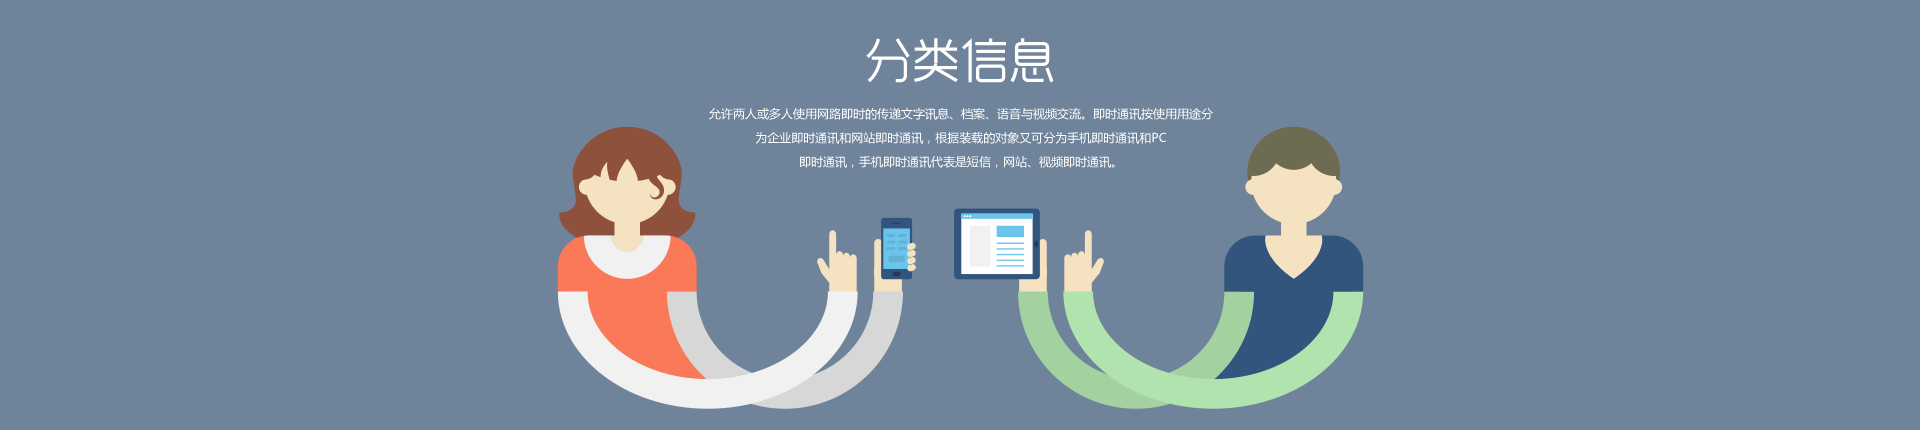 分类信息
允许两人或多人使用网路即时的传递文字讯息、档案、语音与视频交流。即时通讯按使用用途分
为企业即时通讯和网站即时通讯，根据装载的对象又可分为手机即时通讯和PC
即时通讯，手机即时通讯代表是短信，网站、视频即时通讯。